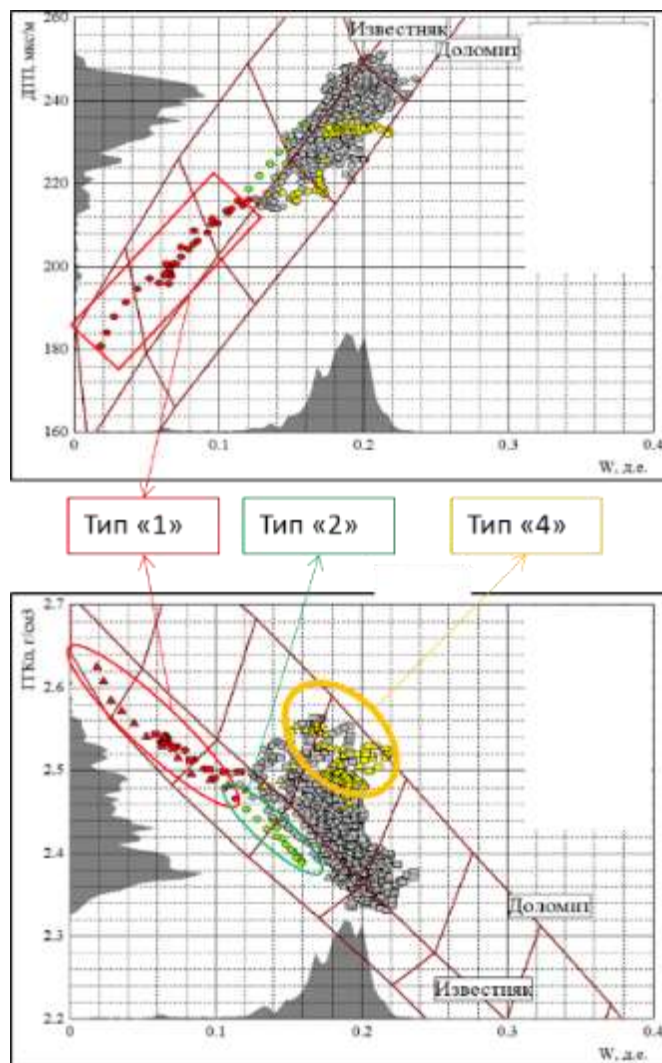 260
240
220
200
180
160
ДТП, мкс/м
Известняк
Доломит
0
0.1
0.2
0.3
0.4
W, д.е.
Тип «1»
Тип «2»
Тип «4»
2.7
2.6
2.5
2.4
2.3
2.2
ГГКп, г/см3
Доломит
Известняк
0
0.1
0.2
0.3
0.4
W, д.е.